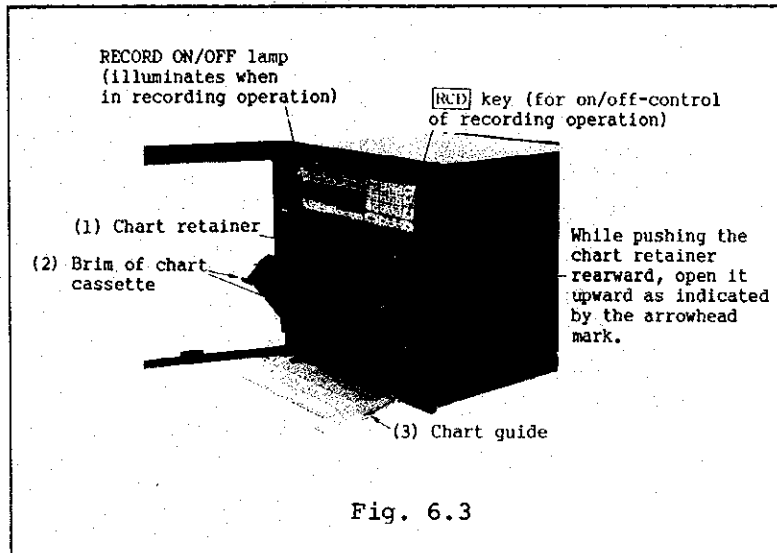 RECORD ON/OFF lamp
(illuminates when
in recording operation)
RCD key (for on/off-control
of recording operation)
(1) Chart retainer
(2) Brim of chart
cassette
While pushing the
chart retainer
rearward, open it
upward as indicated
by the arrowhead
mark.
(3) Chart guide
Fig. 6.3